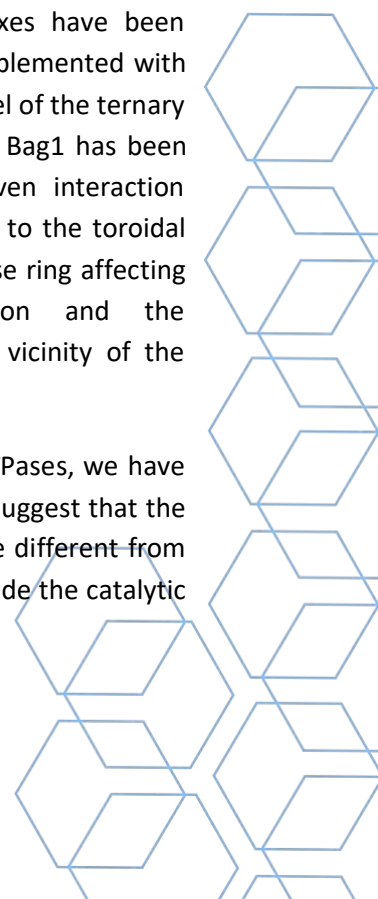 xes have been
plemented with
el of the ternary
Bag1 has been
ven interaction
to the toroidal
se ring affecting
on and the
vicinity of the
Pases, we have
uggest that the
e different from
de the catalytic